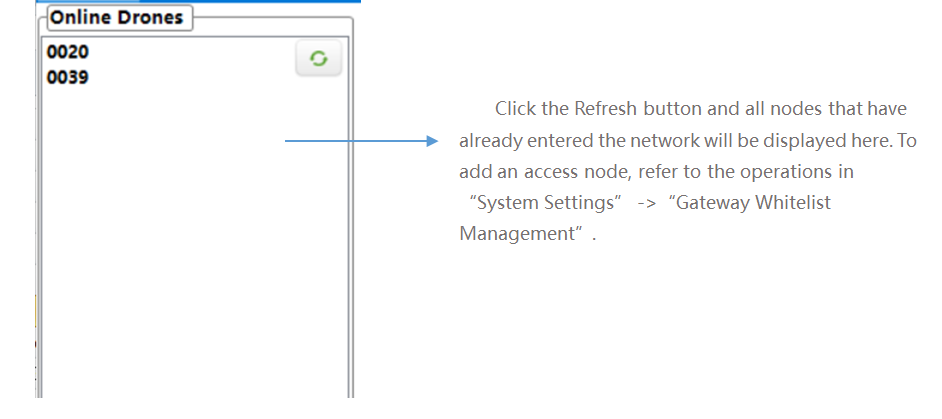 Online Drones
0020
0039
Click the Refresh button and all nodes that have
already entered the network will be displayed here. To
add an access node, refer to the operations in
“System Settings” ->“Gateway Whitelist
Management”.